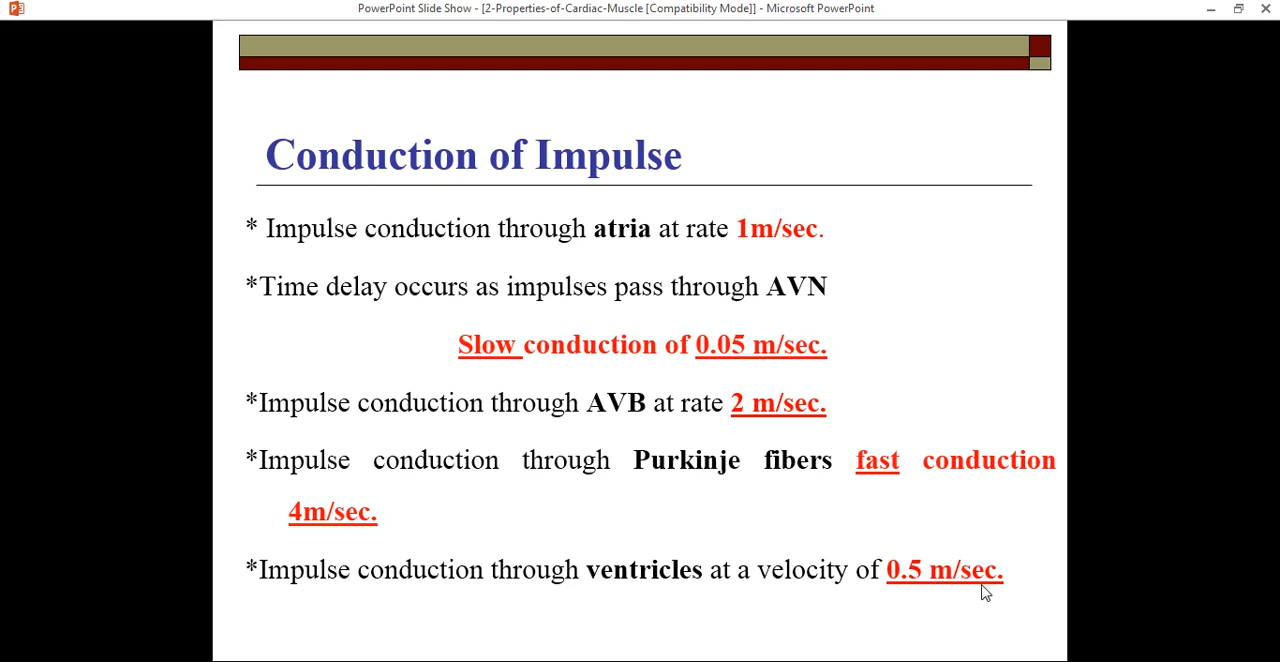 PowerPoint Slide Show - [2-Properties-of-Cardiac-Muscle [Compatibility Mode]] - Microsoft PowerPoint
Conduction of Impulse
* Impulse conduction through atria at rate 1m/sec.
*Time delay occurs as impulses pass through AVN
Slow conduction of 0.05 m/sec.
*Impulse conduction through AVB at rate 2 m/sec.
*Impulse conduction through Purkinje fibers fast conduction
4m/sec.
*Impulse conduction through ventricles at a velocity of 0.5 m/sec.